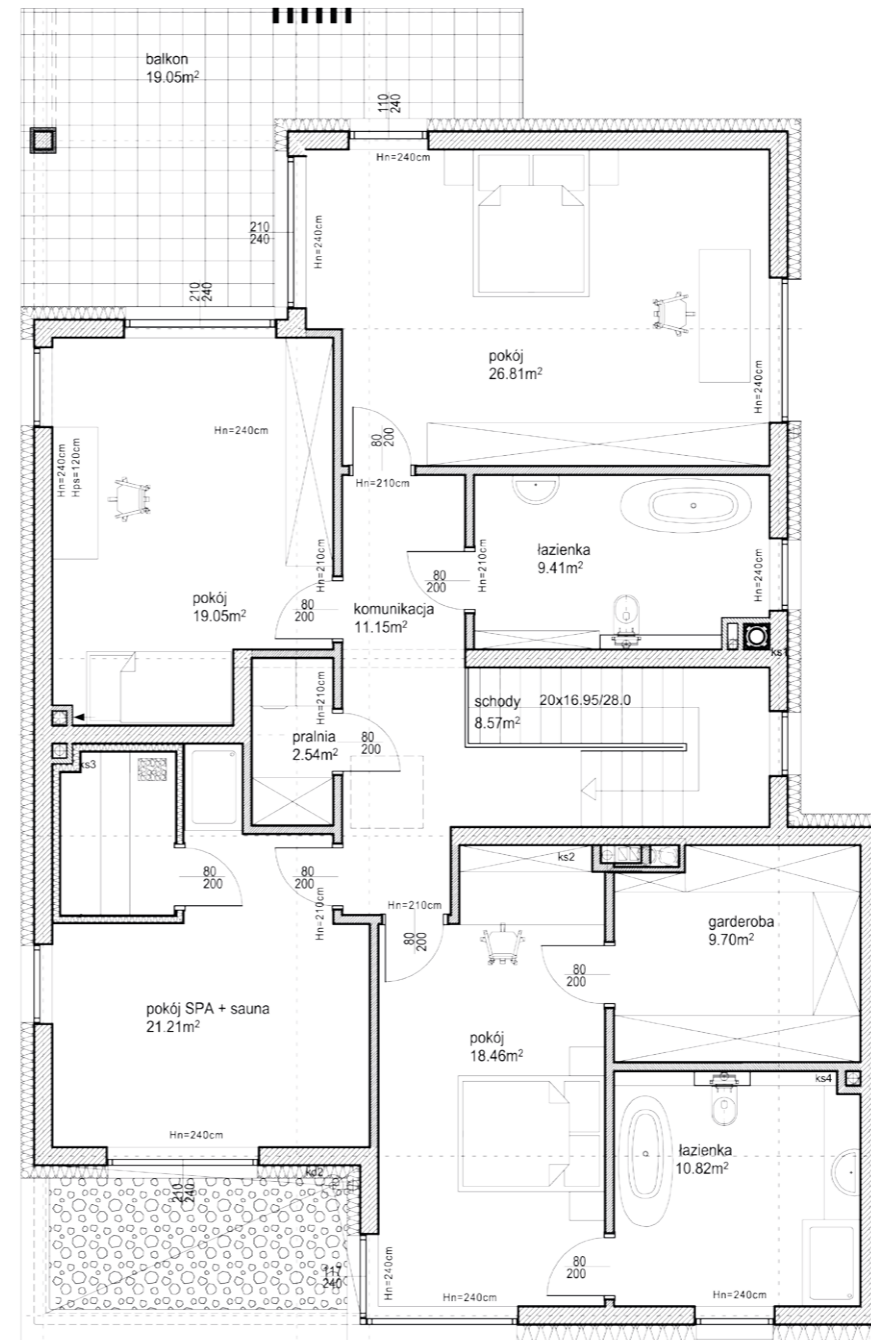 balkon
19.05m²
110
240
Hn=240cm
210
240
Hn=240cm
210
240
pokój
26.81m²
Hn=240cm
Hn=240cm
Hn=240cm
Hps=120cm
80
200
Hn=210cm
łazienka
9.41m²
Hn=210cm
80
200
Hn=240cm
Hn=210cm
pokój
19.05m²
80
200
komunikacja
11.15m²
ks1
schody 20x16.95/28.0
8.57m²
Hn=210cm
pralnia
2.54m²
80
200
ks3
ks2
80
200
80
200
Hn=210cm
Hn=210cm
80
200
garderoba
9.70m²
80
200
pokój SPA + sauna
21.21m²
pokój
18.46m²
ks4
Hn=240cm
łazienka
10.82m²
kd2
210
240
117
240
Hn=240cm
80
200
Hn=240cm
Hn=240cm